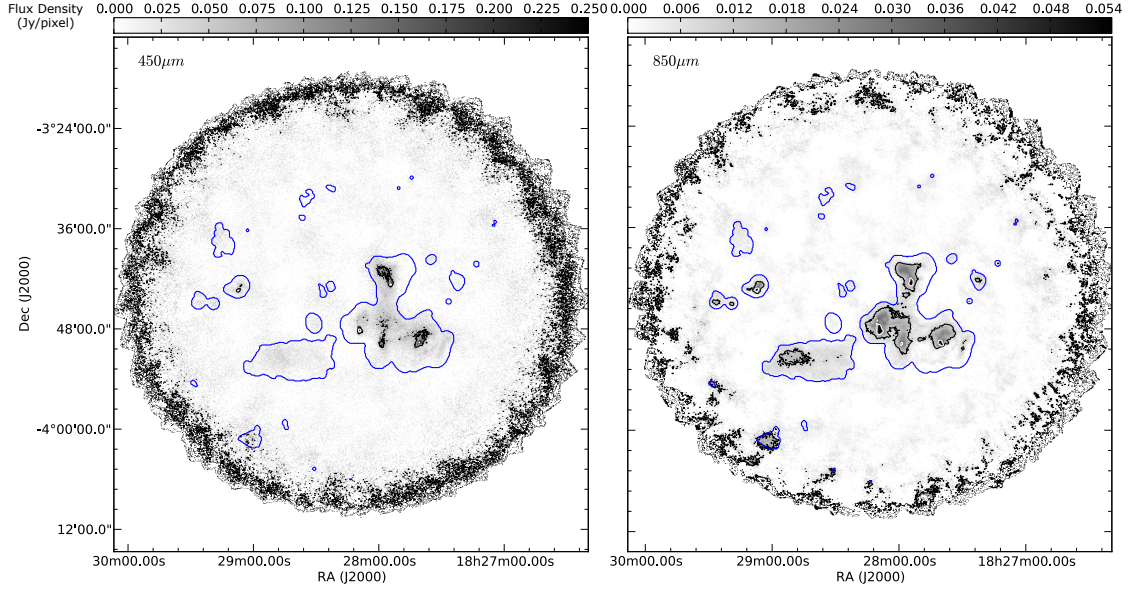 Flux Density
(Jy/pixel)
0.000 0.025 0.050 0.075 0.100 0.125 0.150 0.175 0.200 0.225 0.250
0.000 0.006 0.012 0.018 0.024 0.030 0.036 0.042 0.048 0.054
450μm
850μm
-3°24'00.0"
36'00.0"
48'00.0"
-4°00'00.0"
12'00.0"
Dec (J2000)
30m00.00s 29m00.00s 28m00.00s 18h27m00.00s
RA (J2000)
30m00.00s 29m00.00s 28m00.00s 18h27m00.00s
RA (J2000)